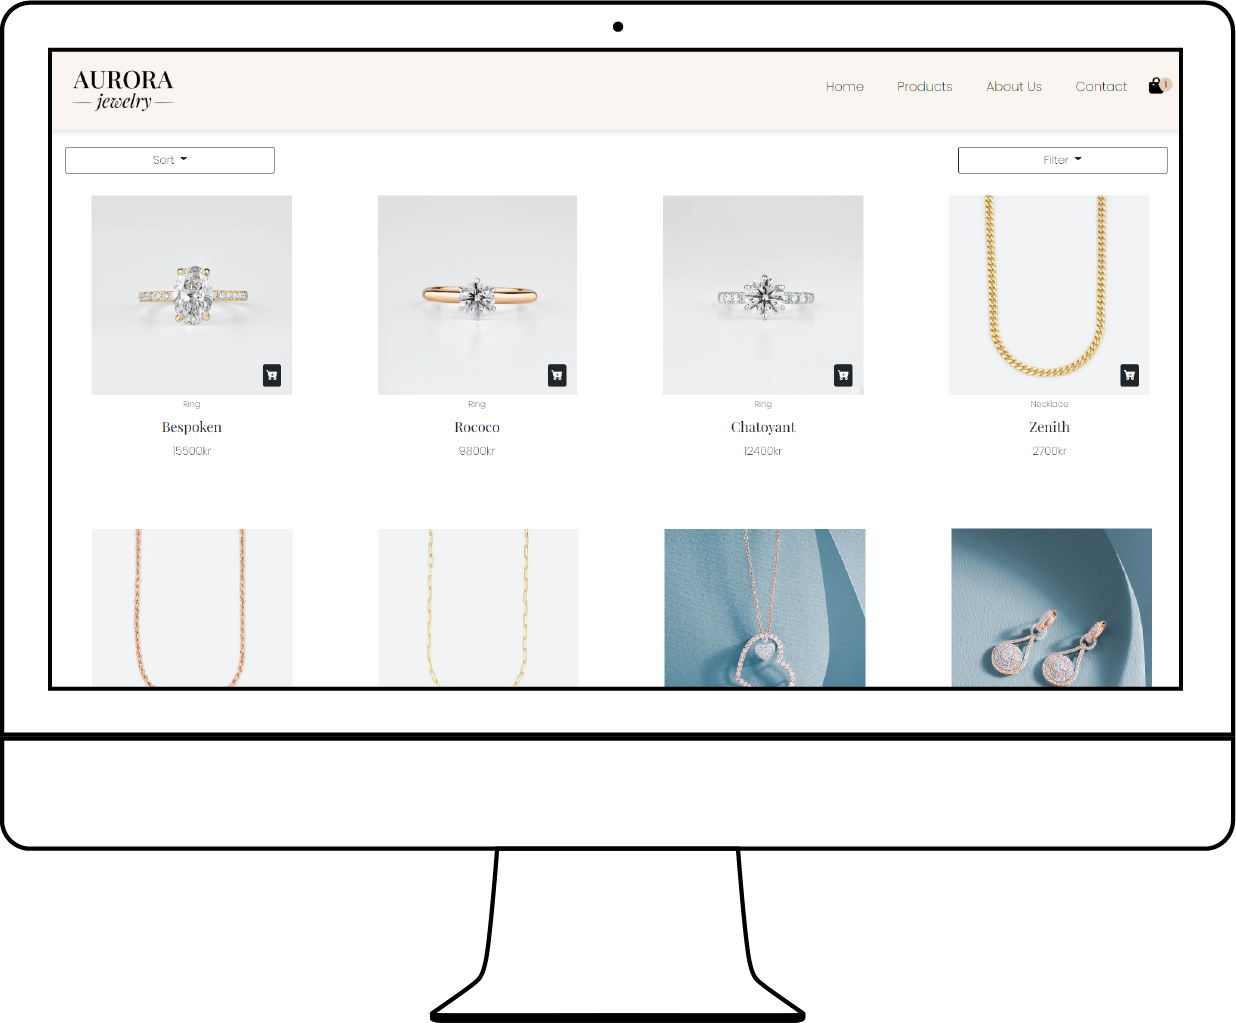 AURORA
jewelry
Home Products About Us Contact 1
Sort Filter
Ring Ring Ring Necklace
Bespoken Rococo Chatoyant Zenith
15500kr 9800kr 12400kr 2700kr